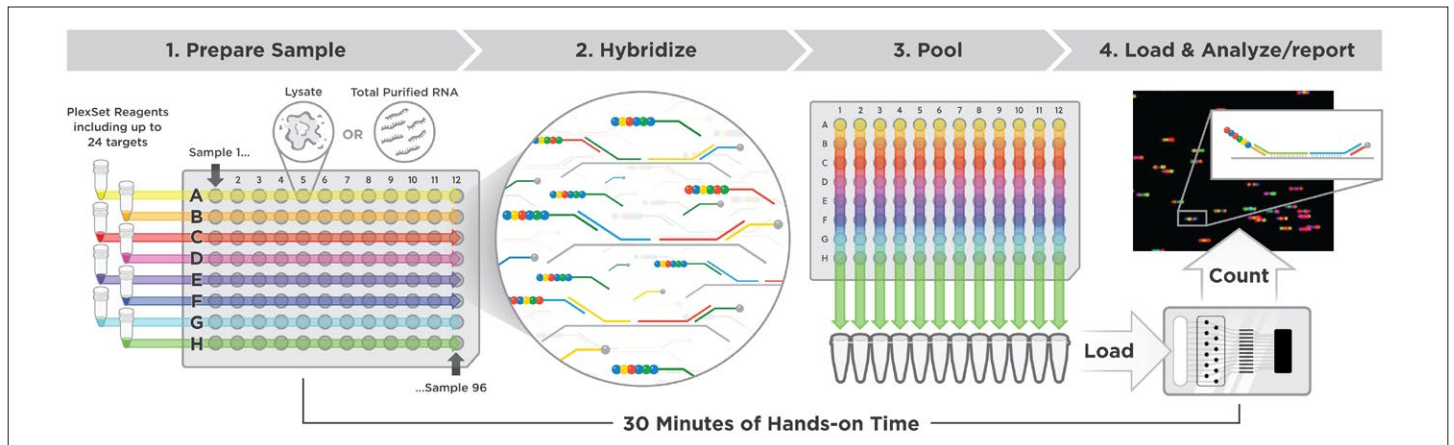 1. Prepare Sample
2. Hybridize
3. Pool
4. Load & Analyze/report
PlexSet Reagents
including up to
24 targets
Lysate
OR
Total Purified RNA
Sample 1...
2 3 4 5 6 7 8 9 10 11 12
A
B
C
D
E
F
G
H
...Sample 96
1 2 3 4 5 6 7 8 9 10 11 12
A
B
C
D
E
F
G
H
Load
Count
30 Minutes of Hands-on Time